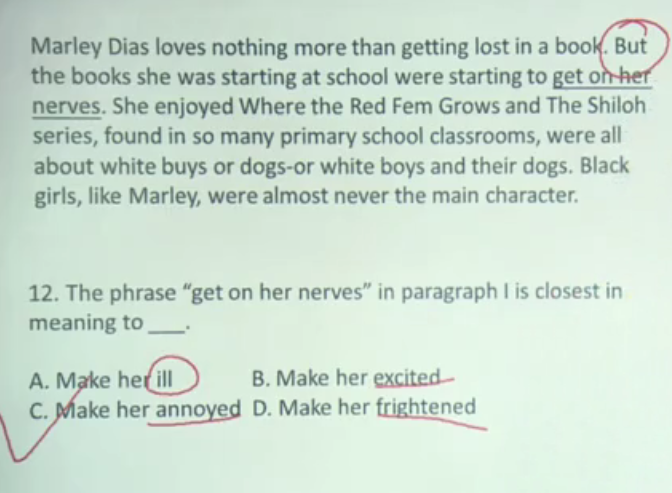 Marley Dias loves nothing more than getting lost in a book. But
the books she was starting at school were starting to get on her
nerves. She enjoyed Where the Red Fem Grows and The Shiloh
series, found in so many primary school classrooms, were all
about white buys or dogs-or white boys and their dogs. Black
girls, like Marley, were almost never the main character.
12. The phrase “get on her nerves” in paragraph I is closest in
meaning to ___.
A. Make her ill B. Make her excited
C. Make her annoyed D. Make her frightened